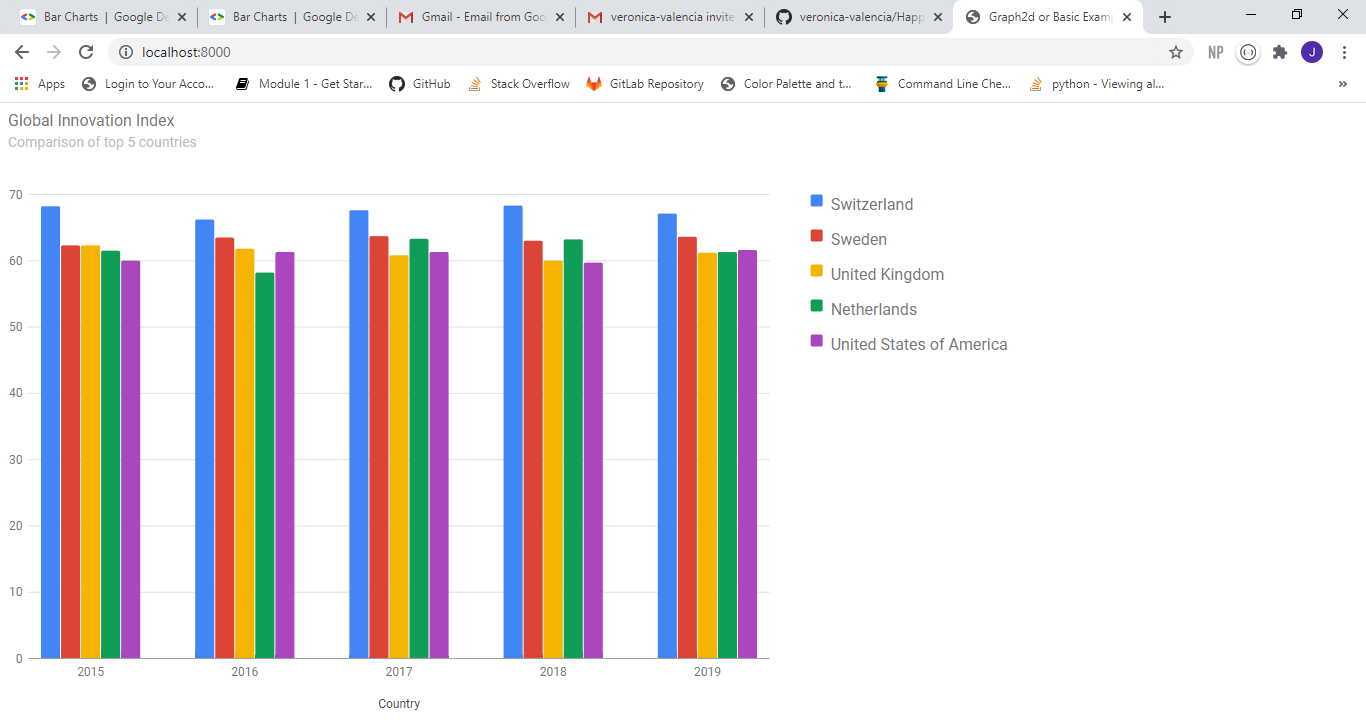 Bar Charts | Google De
Bar Charts | Google De
Gmail - Email from Goo
veronica-valencia invite
veronica-valencia/Happ
Graph2d or Basic Examp
localhost:8000
NP
J
Apps
Login to Your Acco...
Module 1 - Get Star...
GitHub
Stack Overflow
GitLab Repository
Color Palette and t...
Command Line Che...
python - Viewing al...
»
Global Innovation Index
Comparison of top 5 countries
70
60
50
40
30
20
10
0
2015
2016
2017
2018
2019
Country
Switzerland
Sweden
United Kingdom
Netherlands
United States of America